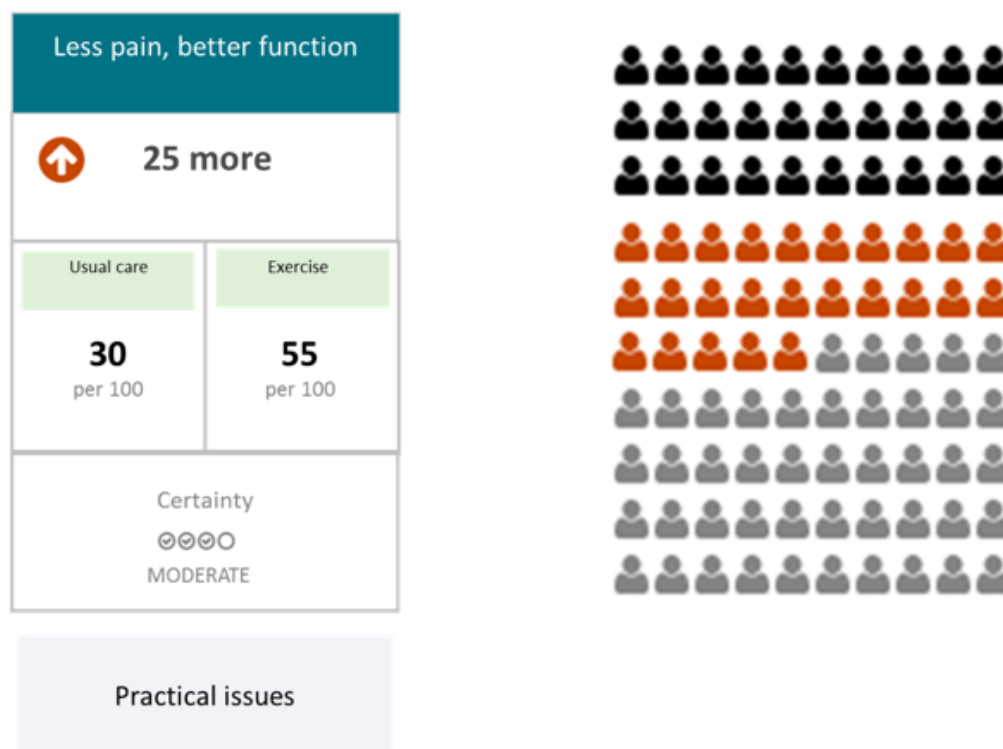 Less pain, better function
25 more
Usual care
Exercise
30
55
per 100
per 100
Certainty
MODERATE
Practical issues